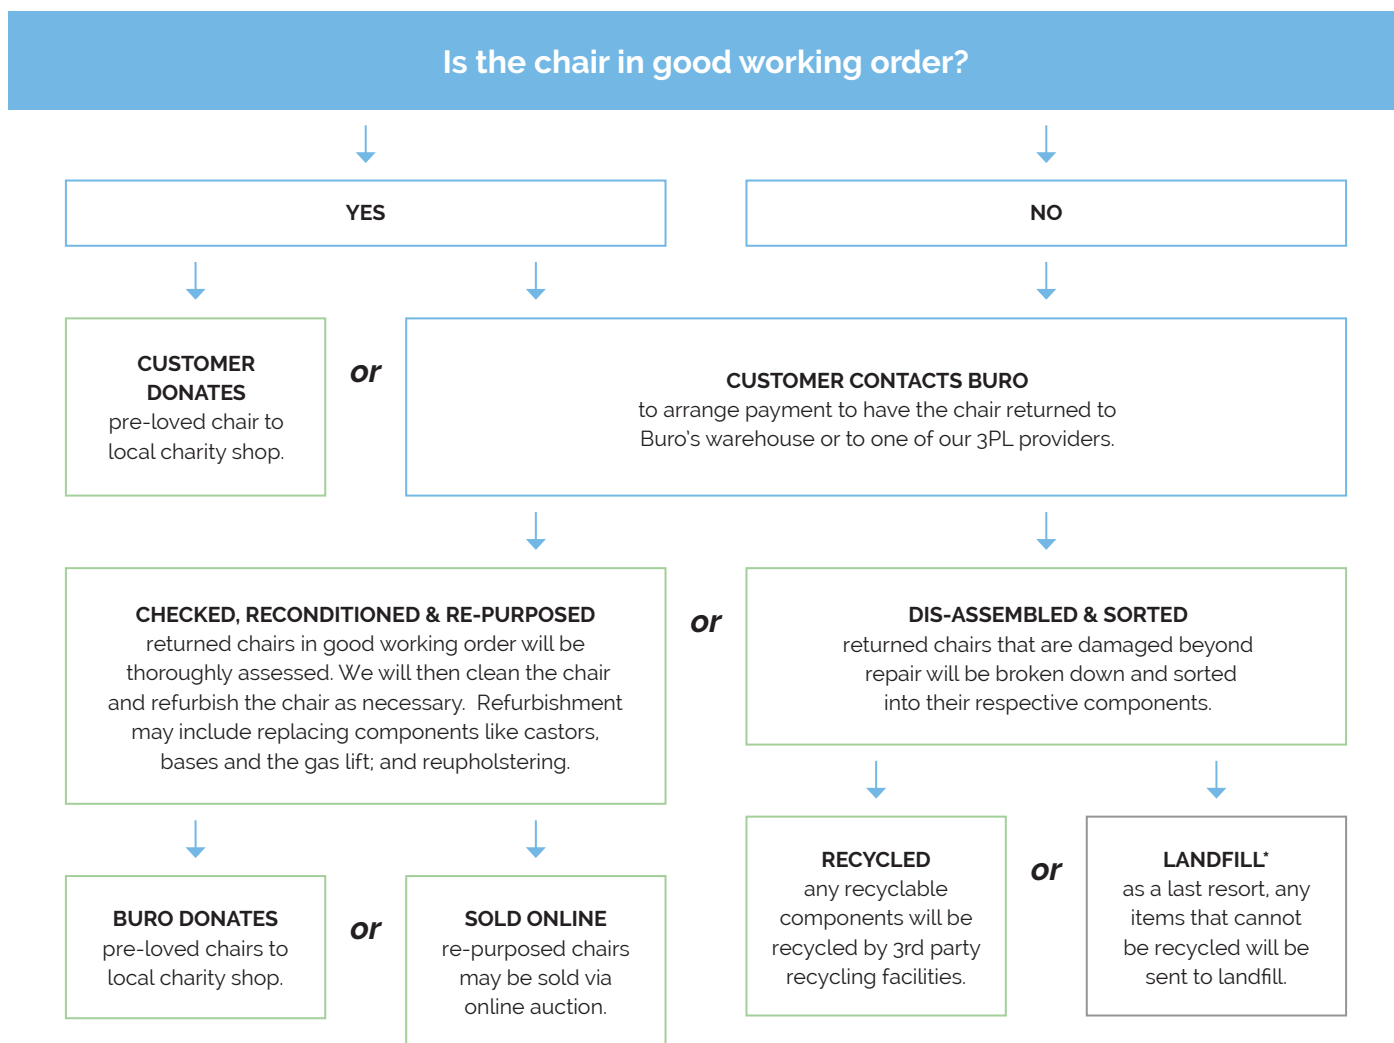 Is the chair in good working order?
YES
NO
CUSTOMER
DONATES
pre-loved chair to
local charity shop.
or
CUSTOMER CONTACTS BURO
to arrange payment to have the chair returned to
Buro's warehouse or to one of our 3PL providers.
CHECKED, RECONDITIONED & RE-PURPOSED
returned chairs in good working order will be
thoroughly assessed. We will then clean the chair
and refurbish the chair as necessary.  Refurbishment
may include replacing components like castors,
bases and the gas lift; and reupholstering.
or
DIS-ASSEMBLED & SORTED
returned chairs that are damaged beyond
repair will be broken down and sorted
into their respective components.
BURO DONATES
pre-loved chairs to
local charity shop.
or
SOLD ONLINE
re-purposed chairs
may be sold via
online auction.
RECYCLED
any recyclable
components will be
recycled by 3rd party
recycling facilities.
or
LANDFILL*
as a last resort, any
items that cannot
be recycled will be
sent to landfill.